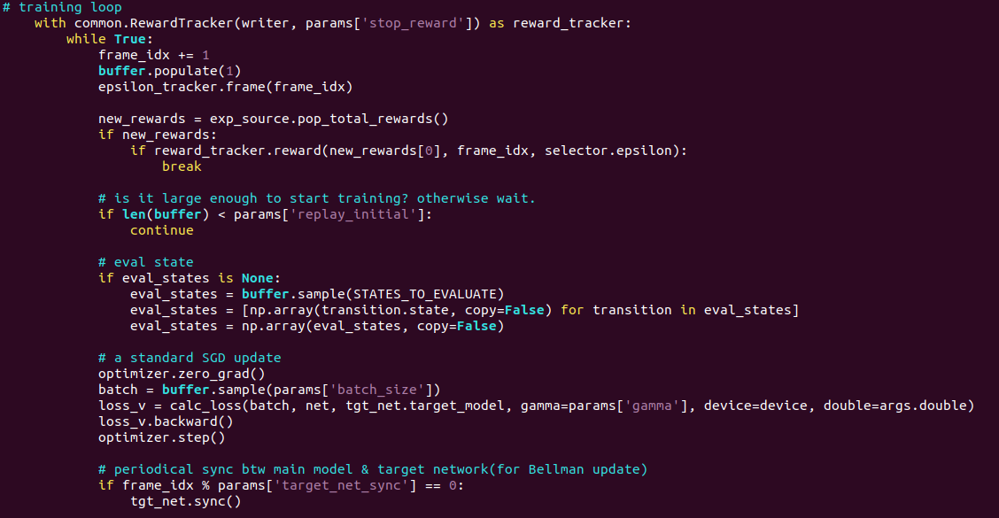 # training loop
    with common.RewardTracker(writer, params['stop_reward']) as reward_tracker:
        while True:
            frame_idx += 1
            buffer.populate(1)
            epsilon_tracker.frame(frame_idx)

            new_rewards = exp_source.pop_total_rewards()
            if new_rewards:
                if reward_tracker.reward(new_rewards[0], frame_idx, selector.epsilon):
                    break

            # is it large enough to start training? otherwise wait.
            if len(buffer) < params['replay_initial']:
                continue

            # eval state
            if eval_states is None:
                eval_states = buffer.sample(STATES_TO_EVALUATE)
                eval_states = [np.array(transition.state, copy=False) for transition in eval_states]
                eval_states = np.array(eval_states, copy=False)

            # a standard SGD update
            optimizer.zero_grad()
            batch = buffer.sample(params['batch_size'])
            loss_v = calc_loss(batch, net, tgt_net.target_model, gamma=params['gamma'], device=device, double=args.double)
            loss_v.backward()
            optimizer.step()

            # periodical sync btw main model & target network(for Bellman update)
            if frame_idx % params['target_net_sync'] == 0:
                tgt_net.sync()